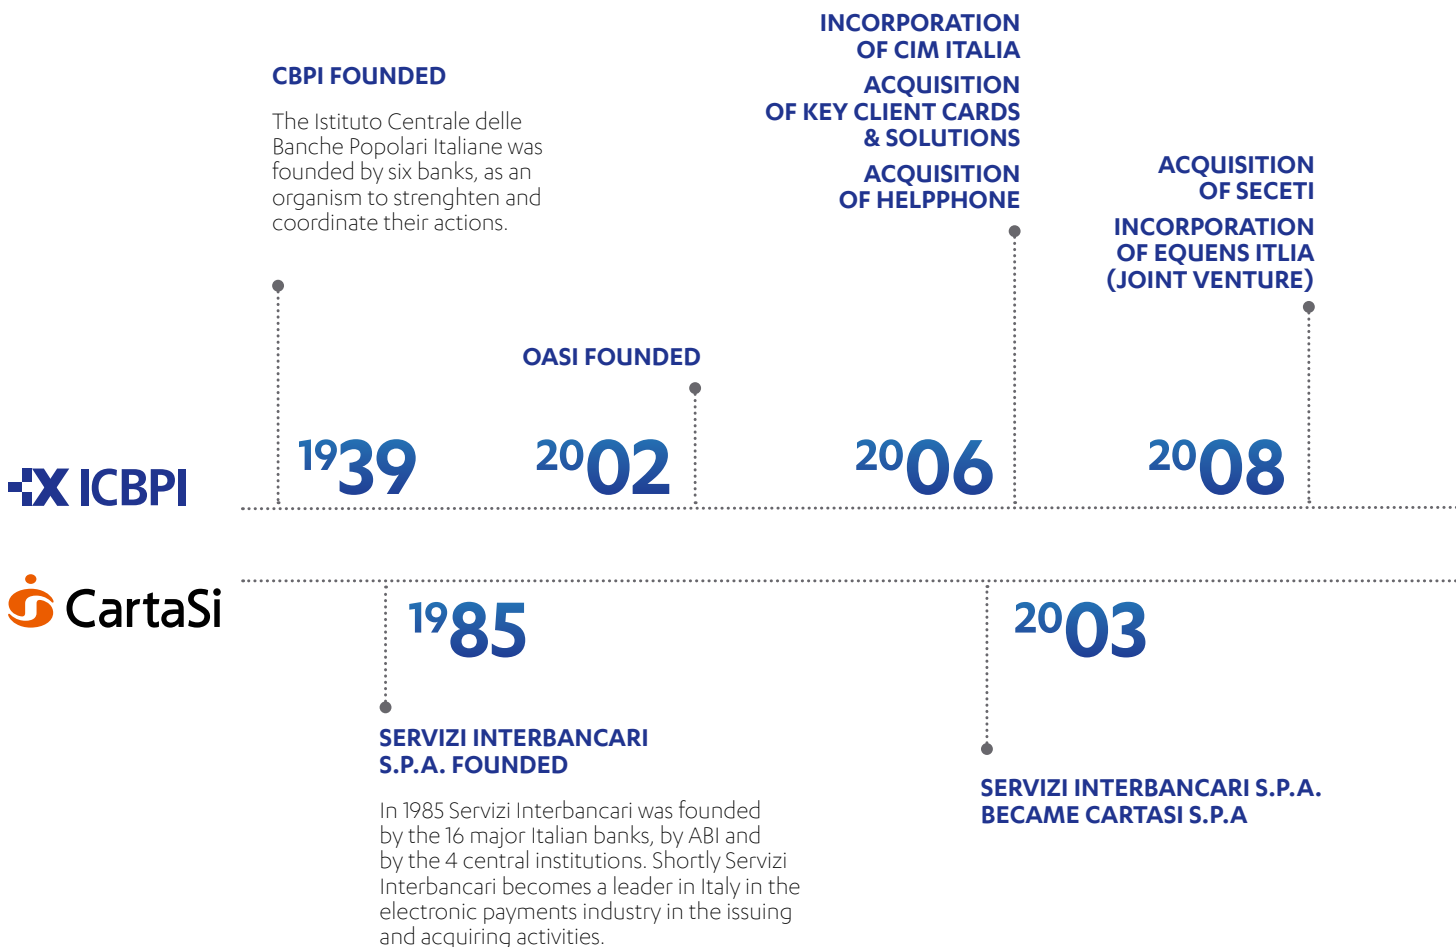 CBPI FOUNDED
The Istituto Centrale delle
Banche Popolari Italiane was
founded by six banks, as an
organism to strenghten and
coordinate their actions.
OASI FOUNDED
INCORPORATION
OF CIM ITALIA
ACQUISITION
OF KEY CLIENT CARDS
& SOLUTIONS
ACQUISITION
OF HELPPHONE
ACQUISITION
OF SECETI
INCORPORATION
OF EQUENS ITLIA
(JOINT VENTURE)
ICBPI
1939
2002
2006
2008
CartaSi
1985
2003
SERVIZI INTERBANCARI
S.P.A. FOUNDED
In 1985 Servizi Interbancari was founded
by the 16 major Italian banks, by ABI and
by the 4 central institutions. Shortly Servizi
Interbancari becomes a leader in Italy in the
electronic payments industry in the issuing
and acquiring activities.
SERVIZI INTERBANCARI S.P.A.
BECAME CARTASI S.P.A